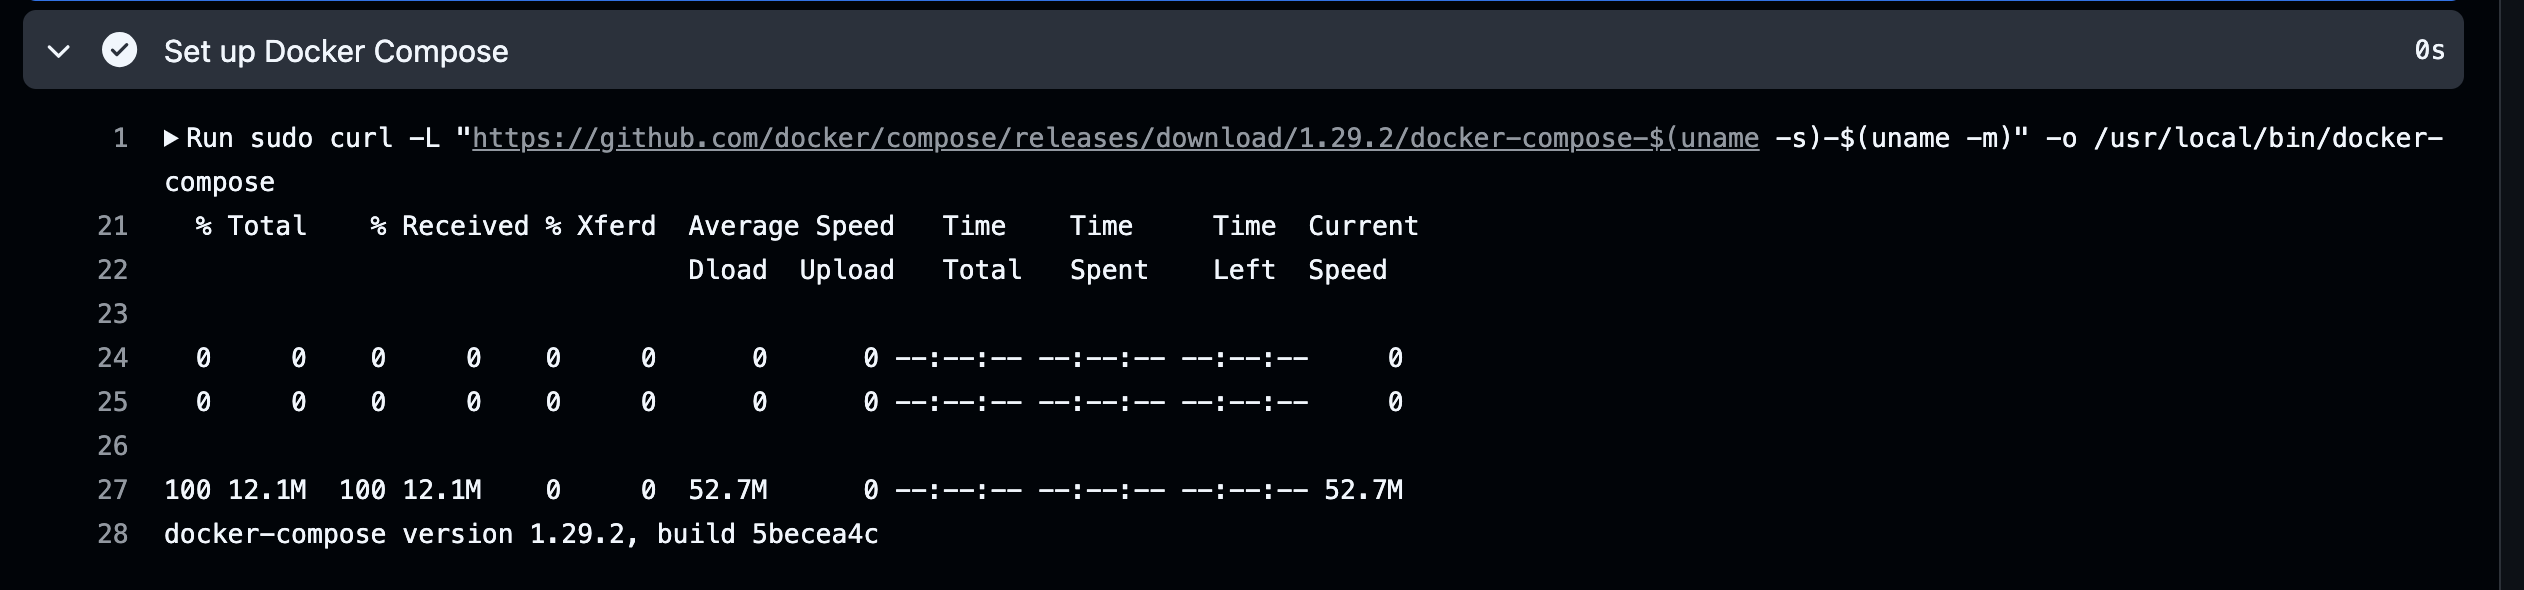 Set up Docker Compose 0s
1 ▶Run sudo curl -L "https://github.com/docker/compose/releases/download/1.29.2/docker-compose-$(uname -s)-$(uname -m)" -o /usr/local/bin/docker-
compose
21 % Total % Received % Xferd Average Speed Time Time Time Current
22 Dload Upload Total Spent Left Speed
23
24 0 0 0 0 0 0 0 0 --:--:-- --:--:-- --:--:-- 0
25 0 0 0 0 0 0 0 0 --:--:-- --:--:-- --:--:-- 0
26
27 100 12.1M 100 12.1M 0 0 52.7M 0 --:--:-- --:--:-- --:--:-- 52.7M
28 docker-compose version 1.29.2, build 5becea4c